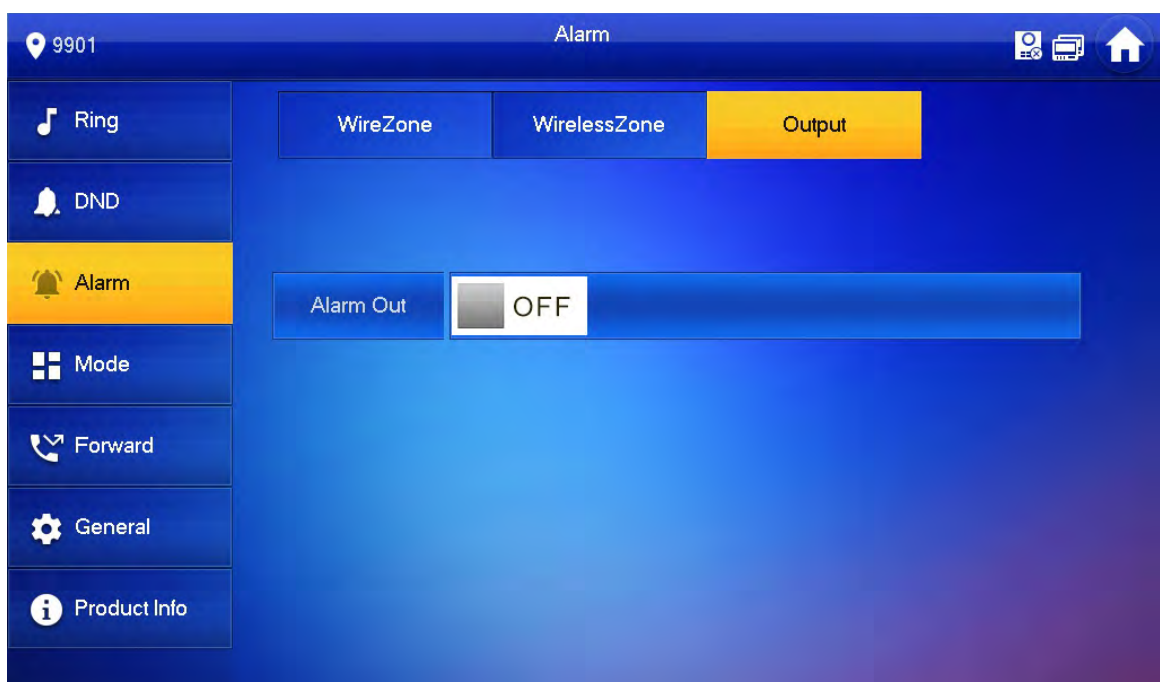 9901
Alarm
Ring
WireZone
WirelessZone
Output
DND
Alarm
Alarm Out
OFF
Mode
Forward
General
Product Info